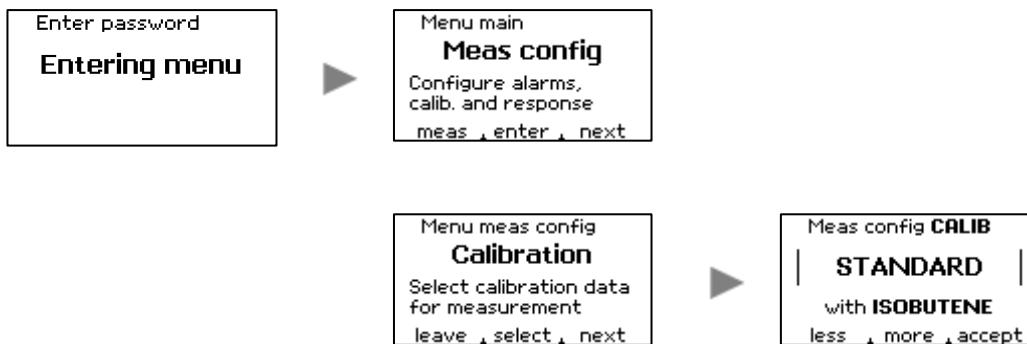 Enter password
Entering menu
Menu main
Meas config
Configure alarms,
calib. and response
meas enter next
Menu meas config
Calibration
Select calibration data
for measurement
leave select next
Meas config CALIB
STANDARD
with ISOBUTENE
less more accept